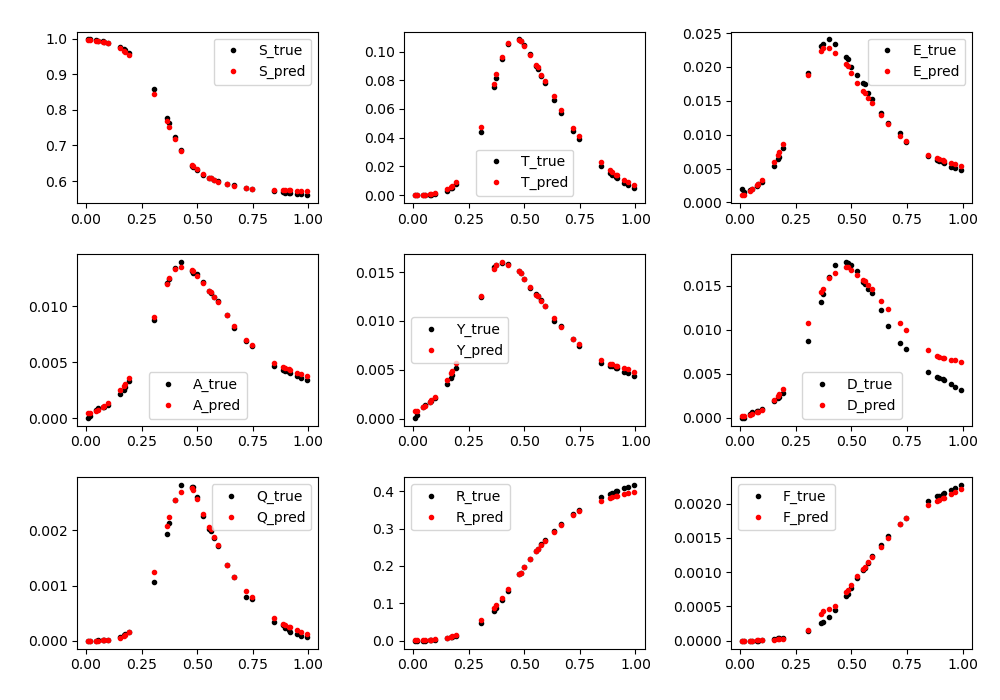 1.0
0.9
0.8
0.7
0.6
S_true
S_pred
0.00 0.25 0.50 0.75 1.00
0.10
0.08
0.06
0.04
0.02
0.00
T_true
T_pred
0.00 0.25 0.50 0.75 1.00
0.025
0.020
0.015
0.010
0.005
0.000
E_true
E_pred
0.00 0.25 0.50 0.75 1.00
0.010
0.005
0.000
A_true
A_pred
0.00 0.25 0.50 0.75 1.00
0.015
0.010
0.005
0.000
Y_true
Y_pred
0.00 0.25 0.50 0.75 1.00
0.015
0.010
0.005
0.000
D_true
D_pred
0.00 0.25 0.50 0.75 1.00
0.002
0.001
0.000
Q_true
Q_pred
0.00 0.25 0.50 0.75 1.00
0.4
0.3
0.2
0.1
0.0
R_true
R_pred
0.00 0.25 0.50 0.75 1.00
0.0020
0.0015
0.0010
0.0005
0.0000
F_true
F_pred
0.00 0.25 0.50 0.75 1.00